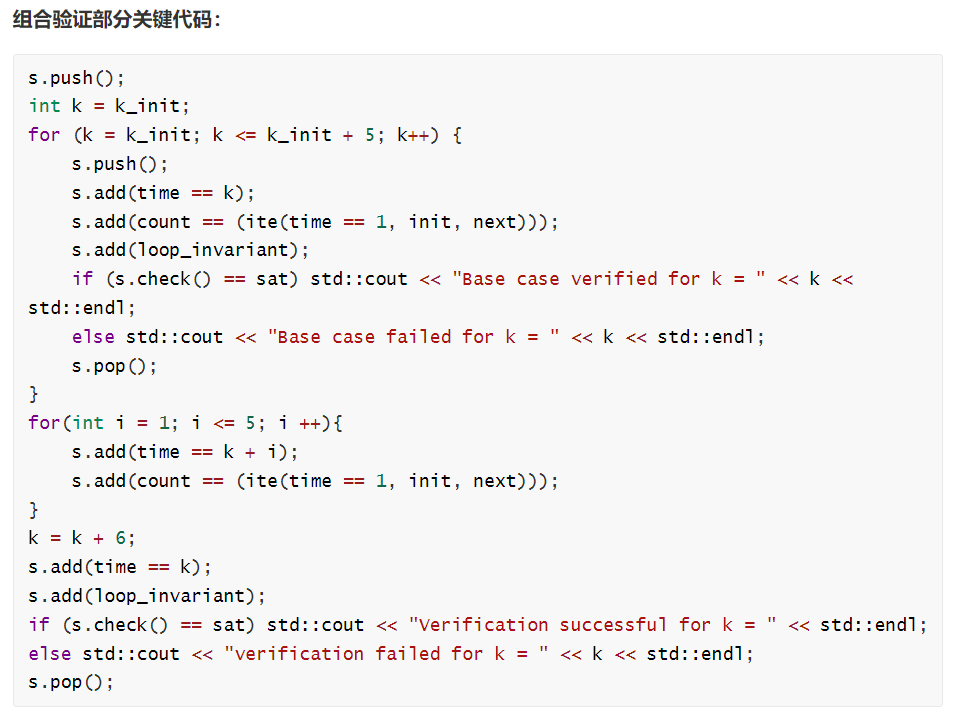 组合验证部分关键代码：
s.push();
int k = k_init;
for (k = k_init; k <= k_init + 5; k++) {
    s.push();
    s.add(time == k);
    s.add(count == (ite(time == 1, init, next)));
    s.add(loop_invariant);
    if (s.check() == sat) std::cout << "Base case verified for k = " << k <<
std::endl;
    else std::cout << "Base case failed for k = " << k << std::endl;
    s.pop();
}
for(int i = 1; i <= 5; i ++){
    s.add(time == k + i);
    s.add(count == (ite(time == 1, init, next)));
}
k = k + 6;
s.add(time == k);
s.add(loop_invariant);
if (s.check() == sat) std::cout << "Verification successful for k = " << std::endl;
else std::cout << "verification failed for k = " << k << std::endl;
s.pop();